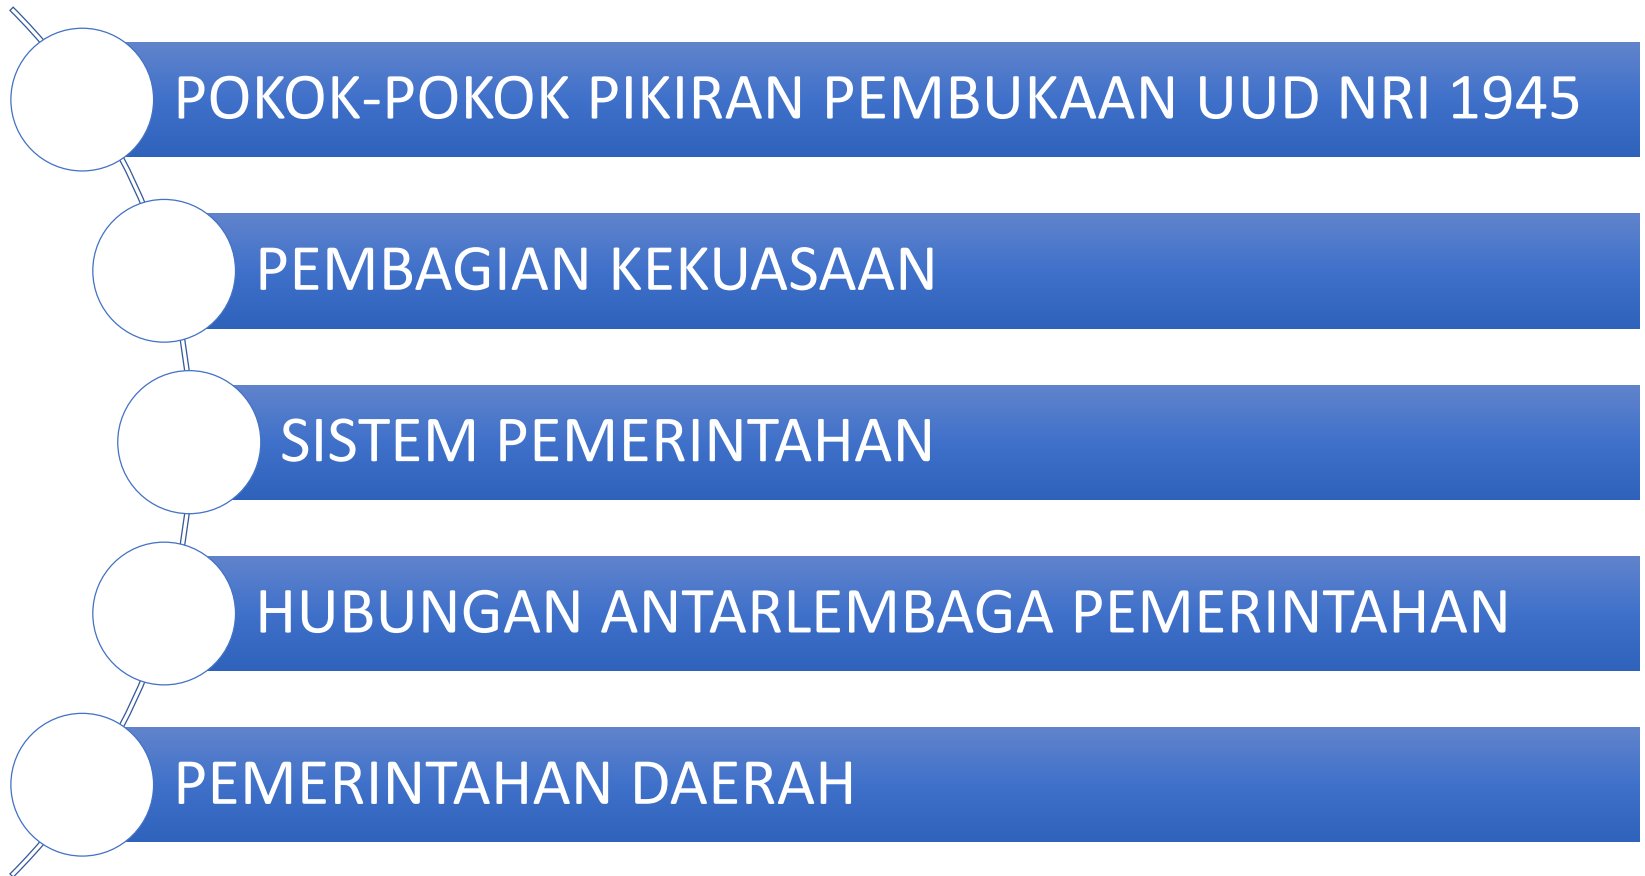 POKOK-POKOK PIKIRAN PEMBUKAAN UUD NRI 1945
PEMBAGIAN KEKUASAAN
SISTEM PEMERINTAHAN
HUBUNGAN ANTARLEMBAGA PEMERINTAHAN
PEMERINTAHAN DAERAH